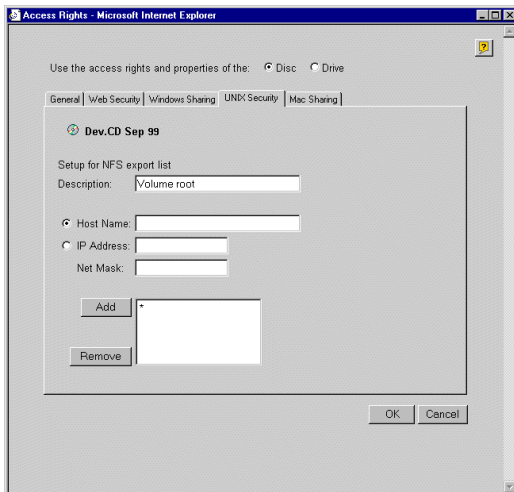 Access Rights - Microsoft Internet Explorer
?
Use the access rights and properties of the: Disc Drive
General Web Security Windows Sharing UNIX Security Mac Sharing
Dev.CD Sep 99
Setup for NFS export list
Description: Volume root
Host Name:
IP Address:
Net Mask:
Add *
Remove
OK Cancel